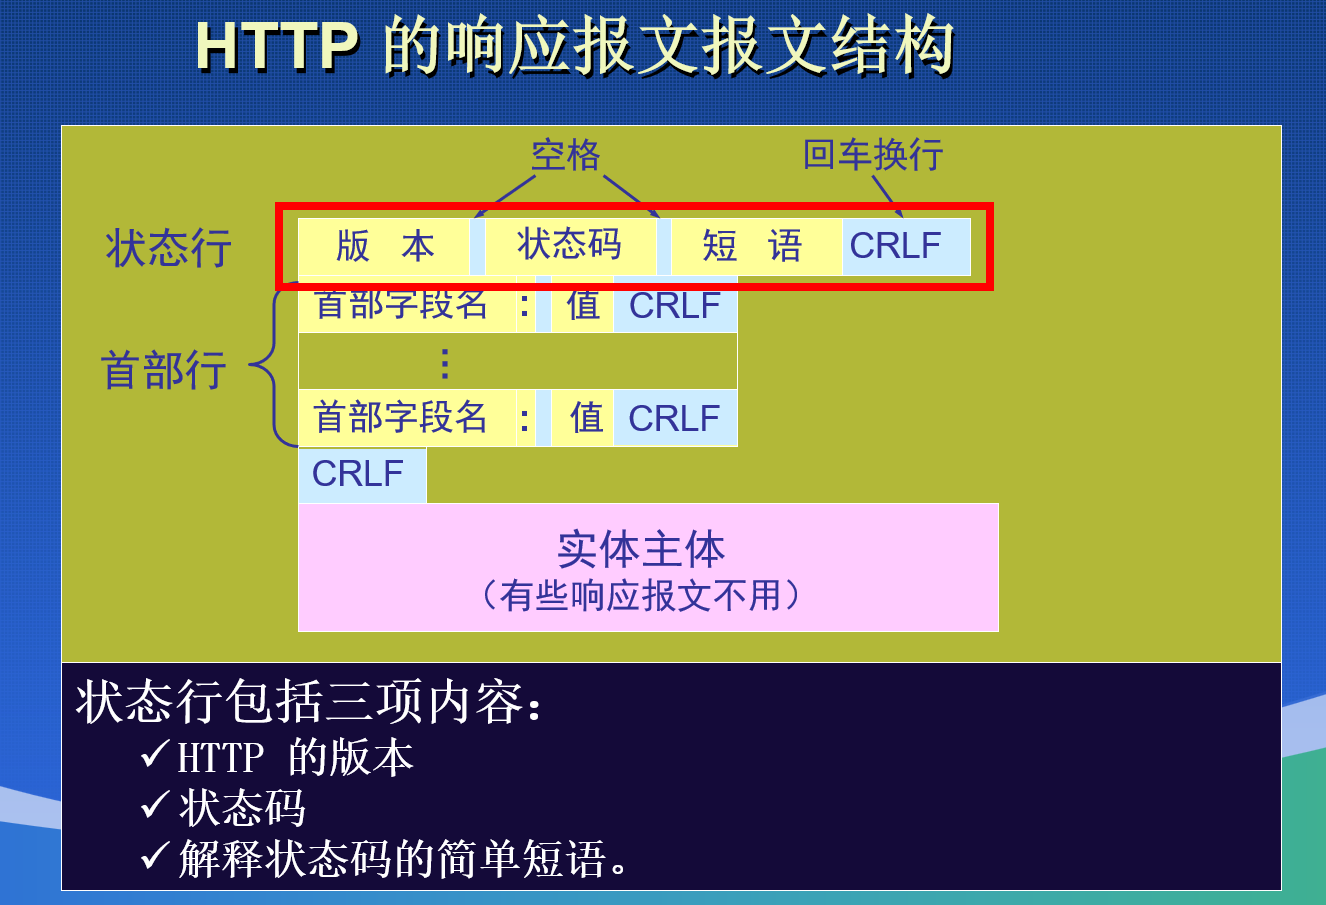 HTTP 的响应报文报文结构
空格 回车换行
状态行 版 本 状态码 短 语 CRLF
首部字段名 : 值 CRLF
首部行 ⋮
首部字段名 : 值 CRLF
CRLF
实体主体
（有些响应报文不用）
状态行包括三项内容：
✓HTTP 的版本
✓状态码
✓解释状态码的简单短语。